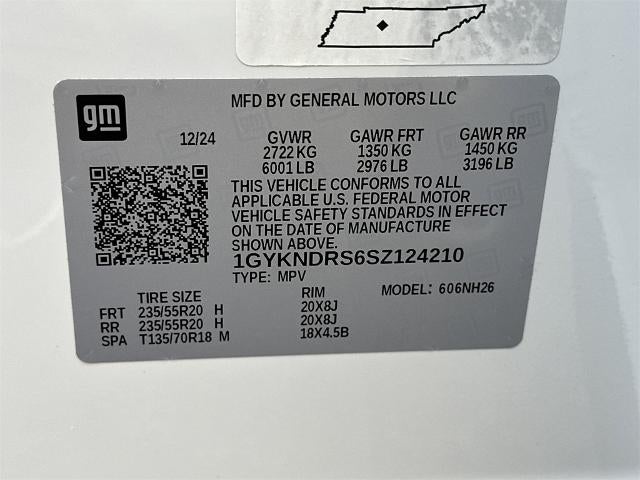 gm
MFD BY GENERAL MOTORS LLC
12/24 GVWR GAWR FRT GAWR RR
2722 KG 1350 KG 1450 KG
6001 LB 2976 LB 3196 LB
THIS VEHICLE CONFORMS TO ALL
APPLICABLE U.S. FEDERAL MOTOR
VEHICLE SAFETY STANDARDS IN EFFECT
ON THE DATE OF MANUFACTURE
SHOWN ABOVE.
1GYKNDRS6SZ124210
TYPE: MPV
TIRE SIZE RIM MODEL: 606NH26
FRT 235/55R20 H 20X8J
RR 235/55R20 H 20X8J
SPA T135/70R18 M 18X4.5B